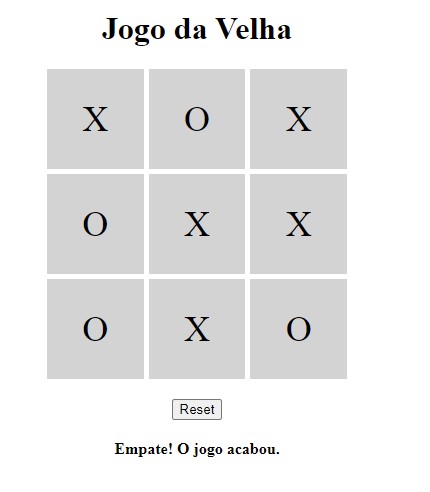 Jogo da Velha
X O X
O X X
O X O
Reset
Empate! O jogo acabou.